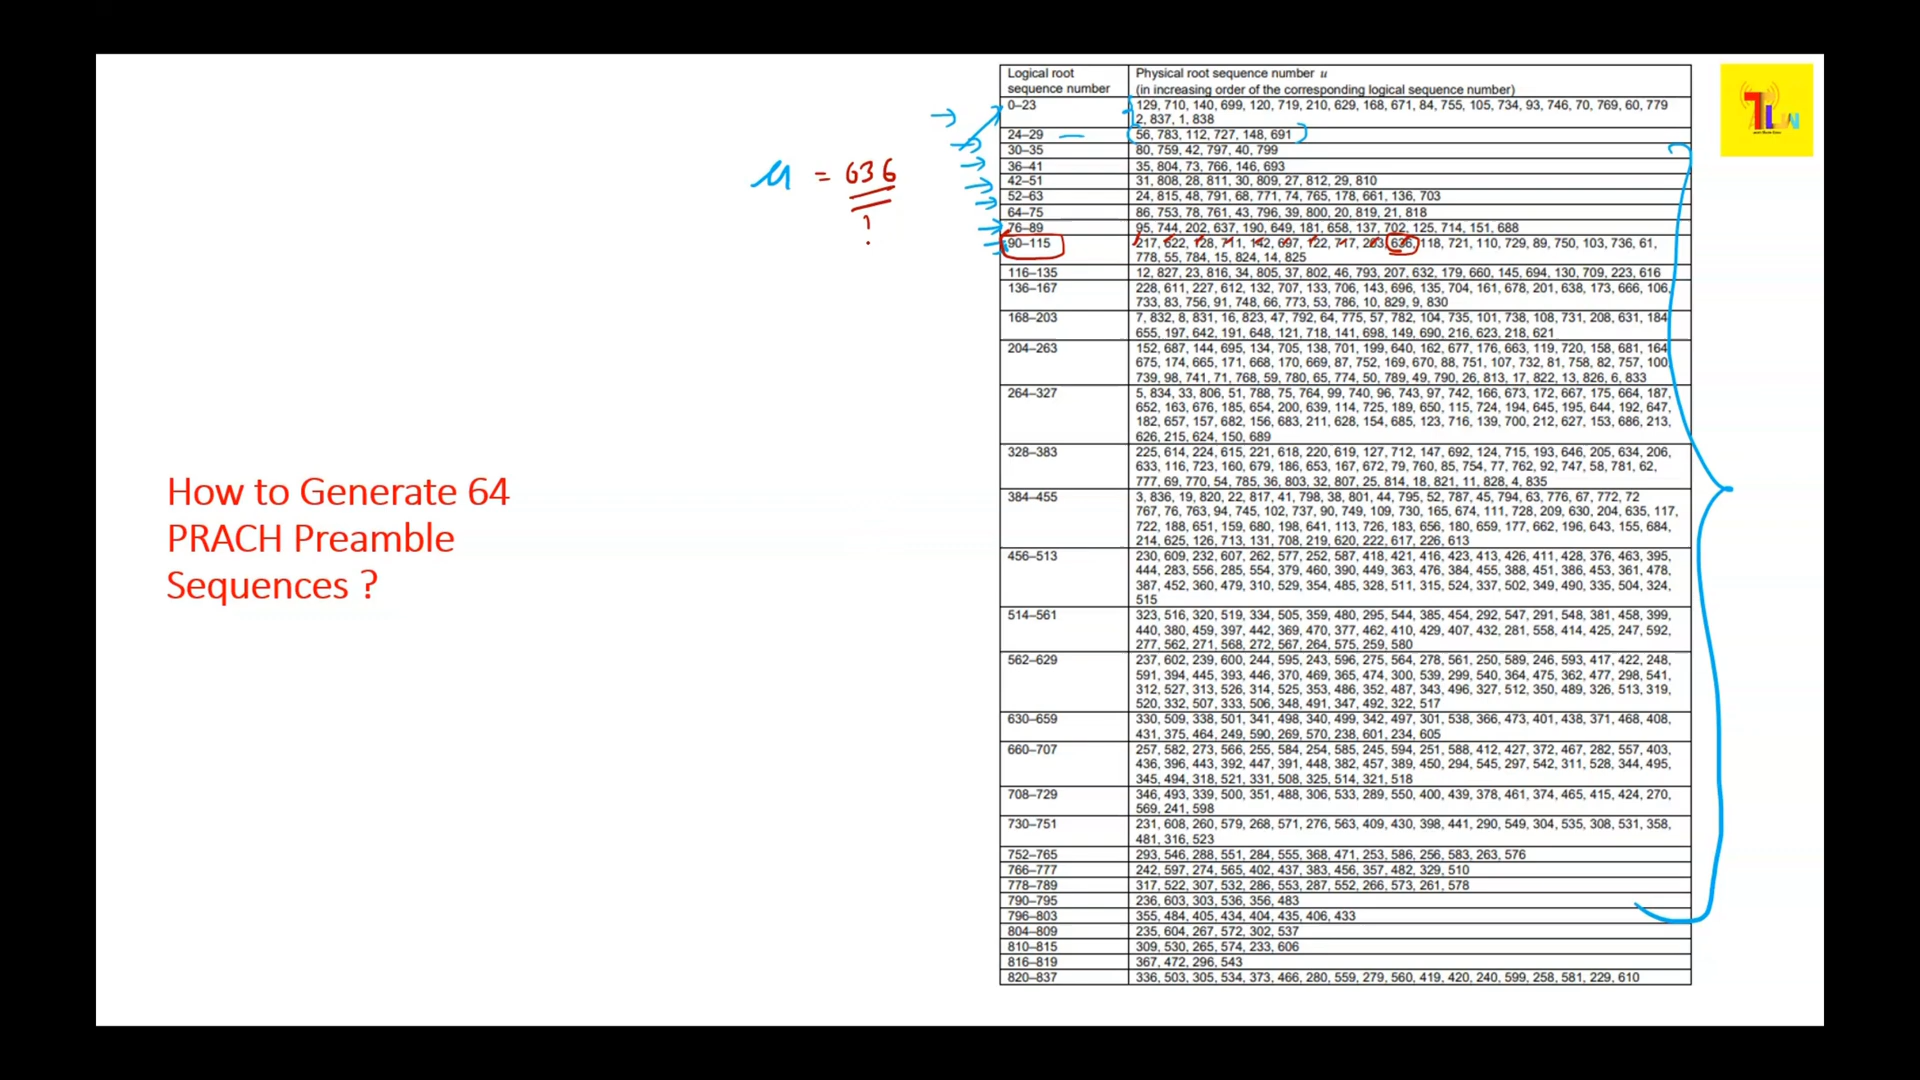 Logical root
sequence number
Physical root sequence number u
(in increasing order of the corresponding logical sequence number)
0–23
129, 710, 140, 699, 120, 719, 210, 629, 168, 671, 84, 755, 105, 734, 93, 746, 70, 769, 60, 779
2, 837, 1, 838
24–29
56, 783, 112, 727, 148, 691
30–35
80, 759, 42, 797, 40, 799
36–41
35, 804, 73, 766, 146, 693
42–51
31, 808, 28, 811, 30, 809, 27, 812, 29, 810
52–63
24, 815, 48, 791, 68, 771, 74, 765, 178, 661, 136, 703
64–75
86, 753, 78, 761, 43, 796, 39, 800, 20, 819, 21, 818
76–89
95, 744, 202, 637, 190, 649, 181, 658, 137, 702, 125, 714, 151, 688
90–115
217, 622, 128, 711, 142, 697, 122, 717, 203, 636, 118, 721, 110, 729, 89, 750, 103, 736, 61,
778, 55, 784, 15, 824, 14, 825
116–135
12, 827, 23, 816, 34, 805, 37, 802, 46, 793, 207, 632, 179, 660, 145, 694, 130, 709, 223, 616
136–167
228, 611, 227, 612, 132, 707, 133, 706, 143, 696, 135, 704, 161, 678, 201, 638, 173, 666, 106,
733, 83, 756, 91, 748, 66, 773, 53, 786, 10, 829, 9, 830
168–203
7, 832, 8, 831, 16, 823, 47, 792, 64, 775, 57, 782, 104, 735, 101, 738, 108, 731, 208, 631, 184
655, 197, 642, 191, 648, 121, 718, 141, 698, 149, 690, 216, 623, 218, 621
204–263
152, 687, 144, 695, 134, 705, 138, 701, 199, 640, 162, 677, 176, 663, 119, 720, 158, 681, 164
675, 174, 665, 171, 668, 170, 669, 87, 752, 169, 670, 88, 751, 107, 732, 81, 758, 82, 757, 100
739, 98, 741, 71, 768, 59, 780, 65, 774, 50, 789, 49, 790, 26, 813, 17, 822, 13, 826, 6, 833
264–327
5, 834, 33, 806, 51, 788, 75, 764, 99, 740, 96, 743, 97, 742, 166, 673, 172, 667, 175, 664, 187,
652, 163, 676, 185, 654, 200, 639, 114, 725, 189, 650, 115, 724, 194, 645, 195, 644, 192, 647,
182, 657, 157, 682, 156, 683, 211, 628, 154, 685, 123, 716, 139, 700, 212, 627, 153, 686, 213,
626, 215, 624, 150, 689
328–383
225, 614, 224, 615, 221, 618, 220, 619, 127, 712, 147, 692, 124, 715, 193, 646, 205, 634, 206,
633, 116, 723, 160, 679, 186, 653, 167, 672, 79, 760, 85, 754, 77, 762, 92, 747, 58, 781, 62,
777, 69, 770, 54, 785, 36, 803, 32, 807, 25, 814, 18, 821, 11, 828, 4, 835
384–455
3, 836, 19, 820, 22, 817, 41, 798, 38, 801, 44, 795, 52, 787, 45, 794, 63, 776, 67, 772, 72
767, 76, 763, 94, 745, 102, 737, 90, 749, 109, 730, 165, 674, 111, 728, 209, 630, 204, 635, 117,
722, 188, 651, 159, 680, 198, 641, 113, 726, 183, 656, 180, 659, 177, 662, 196, 643, 155, 684,
214, 625, 126, 713, 131, 708, 219, 620, 222, 617, 226, 613
456–513
230, 609, 232, 607, 262, 577, 252, 587, 418, 421, 416, 423, 413, 426, 411, 428, 376, 463, 395,
444, 283, 556, 285, 554, 379, 460, 390, 449, 363, 476, 384, 455, 388, 451, 386, 453, 361, 478,
387, 452, 360, 479, 310, 529, 354, 485, 328, 511, 315, 524, 337, 502, 349, 490, 335, 504, 324,
515
514–561
323, 516, 320, 519, 334, 505, 359, 480, 295, 544, 385, 454, 292, 547, 291, 548, 381, 458, 399,
440, 380, 459, 397, 442, 369, 470, 377, 462, 410, 429, 407, 432, 281, 558, 414, 425, 247, 592,
277, 562, 271, 568, 272, 567, 264, 575, 259, 580
562–629
237, 602, 239, 600, 244, 595, 243, 596, 275, 564, 278, 561, 250, 589, 246, 593, 417, 422, 248,
591, 394, 445, 393, 446, 370, 469, 365, 474, 300, 539, 299, 540, 364, 475, 362, 477, 298, 541,
312, 527, 313, 526, 314, 525, 353, 486, 352, 487, 343, 496, 327, 512, 350, 489, 326, 513, 319,
520, 332, 507, 333, 506, 348, 491, 347, 492, 322, 517
630–659
330, 509, 338, 501, 341, 498, 340, 499, 342, 497, 301, 538, 366, 473, 401, 438, 371, 468, 408,
431, 375, 464, 249, 590, 269, 570, 238, 601, 234, 605
660–707
257, 582, 273, 566, 255, 584, 254, 585, 245, 594, 251, 588, 412, 427, 372, 467, 282, 557, 403,
436, 396, 443, 392, 447, 391, 448, 382, 457, 389, 450, 294, 545, 297, 542, 311, 528, 344, 495,
345, 494, 318, 521, 331, 508, 325, 514, 321, 518
708–729
346, 493, 339, 500, 351, 488, 306, 533, 289, 550, 400, 439, 378, 461, 374, 465, 415, 424, 270,
569, 241, 598
730–751
231, 608, 260, 579, 268, 571, 276, 563, 409, 430, 398, 441, 290, 549, 304, 535, 308, 531, 358,
481, 316, 523
752–765
293, 546, 288, 551, 284, 555, 368, 471, 253, 586, 256, 583, 263, 576
766–777
242, 597, 274, 565, 402, 437, 383, 456, 357, 482, 329, 510
778–789
317, 522, 307, 532, 286, 553, 287, 552, 266, 573, 261, 578
790–795
236, 603, 303, 536, 356, 483
796–803
355, 484, 405, 434, 404, 435, 406, 433
804–809
235, 604, 267, 572, 302, 537
810–815
309, 530, 265, 574, 233, 606
816–819
367, 472, 296, 543
820–837
336, 503, 305, 534, 373, 466, 280, 559, 279, 560, 419, 420, 240, 599, 258, 581, 229, 610
u = 636
?
How to Generate 64
PRACH Preamble
Sequences ?